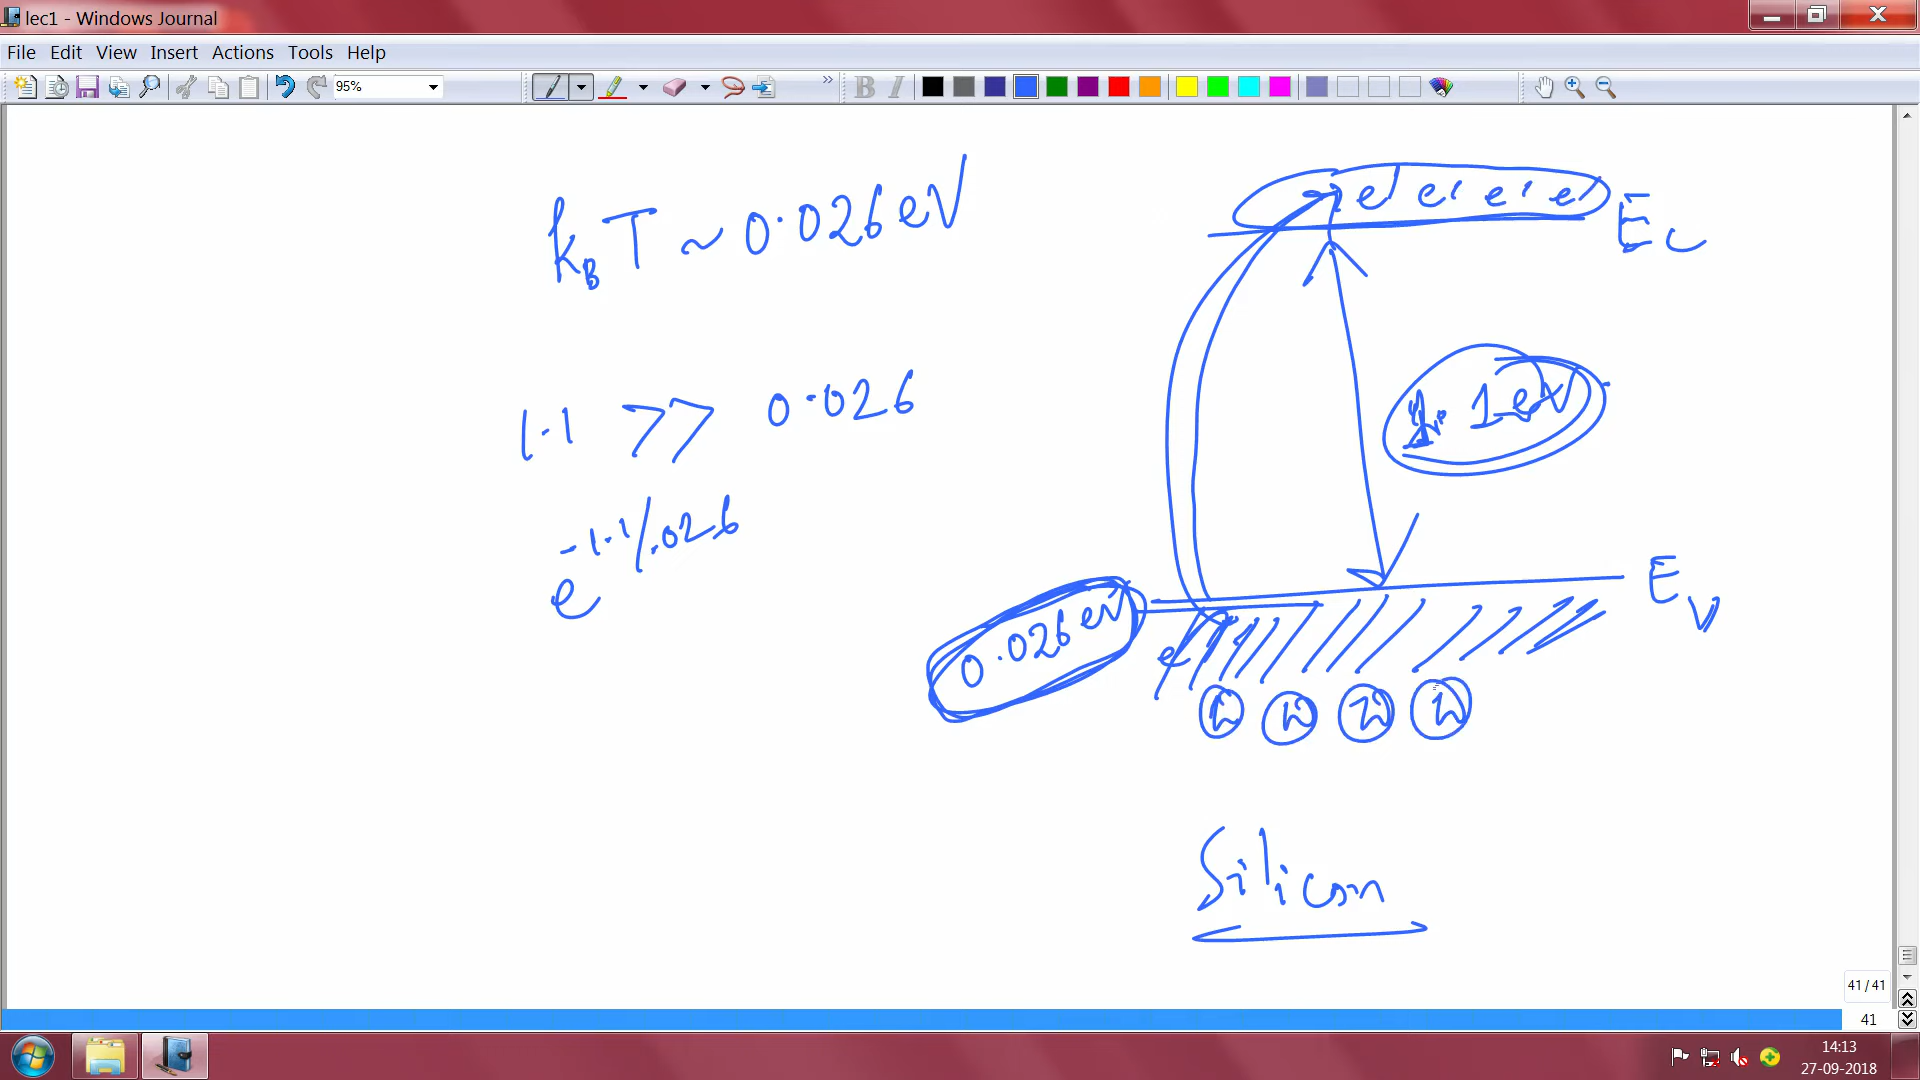 lec1 - Windows Journal
File Edit View Insert Actions Tools Help
95%
B I
k_B T ~ 0.026 eV
1.1 >> 0.026
e^{-1.1/.026}
e e e e
E_C
1.1 eV
E_V
0.026 eV
e
Silicon
41 / 41
41
14:13
27-09-2018